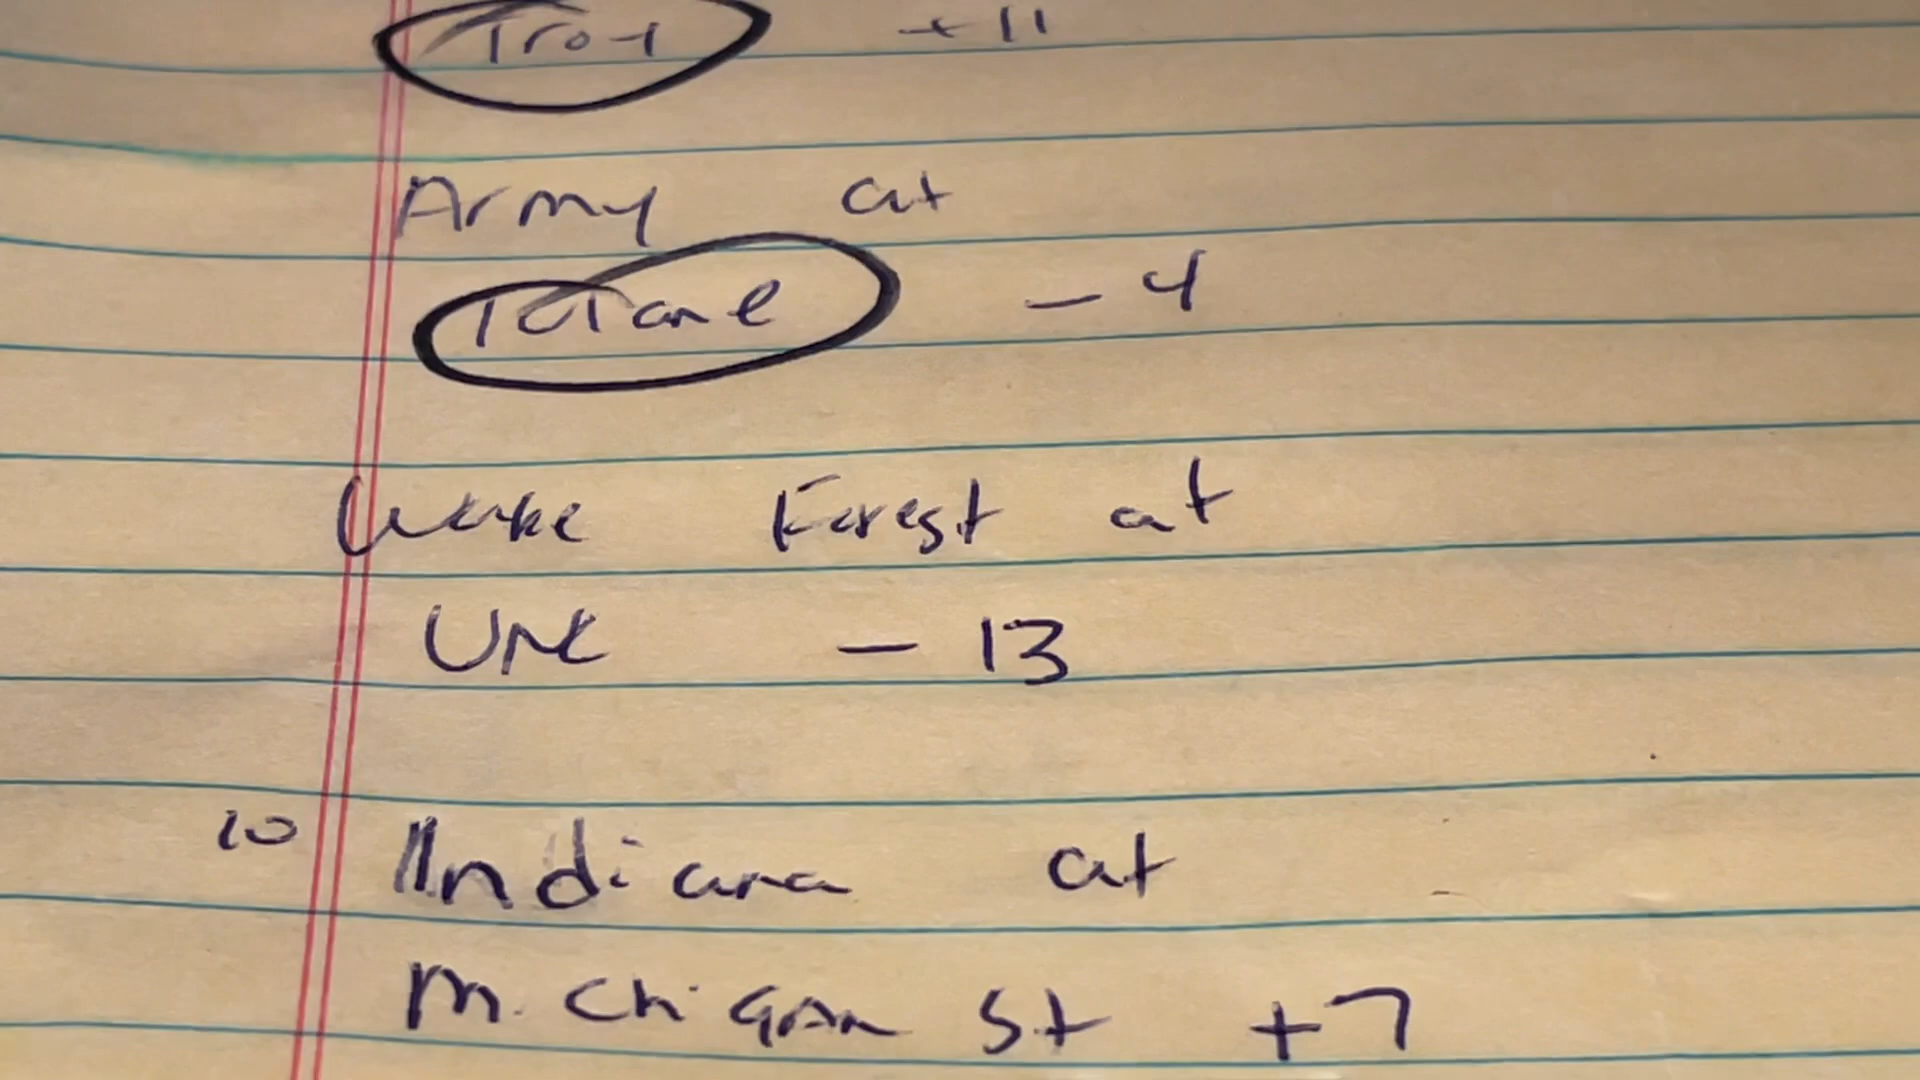 Troy +11
Army at
Tulane - 4
Wake Forest at
UNC - 13
10 Indiana at
Michigan St +7